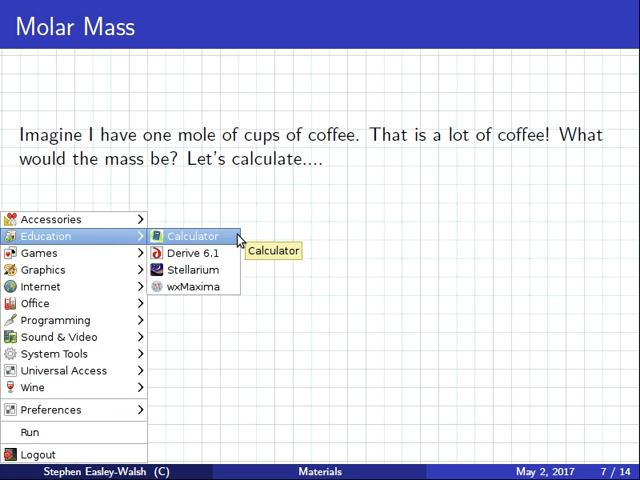 Molar Mass
Imagine I have one mole of cups of coffee. That is a lot of coffee! What
would the mass be? Let's calculate....
Accessories
Education
Games
Graphics
Internet
Office
Programming
Sound & Video
System Tools
Universal Access
Wine
Preferences
Run
Logout
Calculator
Derive 6.1
Stellarium
wxMaxima
Calculator
Stephen Easley-Walsh (C) Materials May 2, 2017 7 / 14